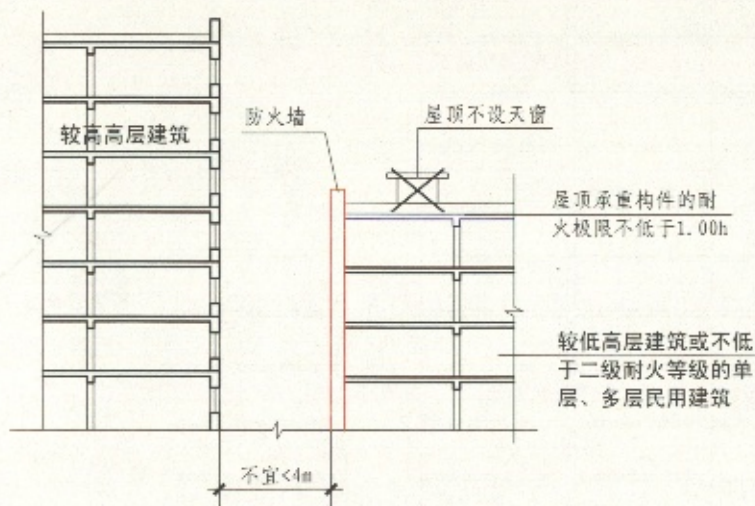 较高高层建筑
防火墙
屋顶不设天窗
屋顶承重构件的耐
火极限不低于1.00h
较低高层建筑或不低
于二级耐火等级的单
层、多层民用建筑
不宜<4m